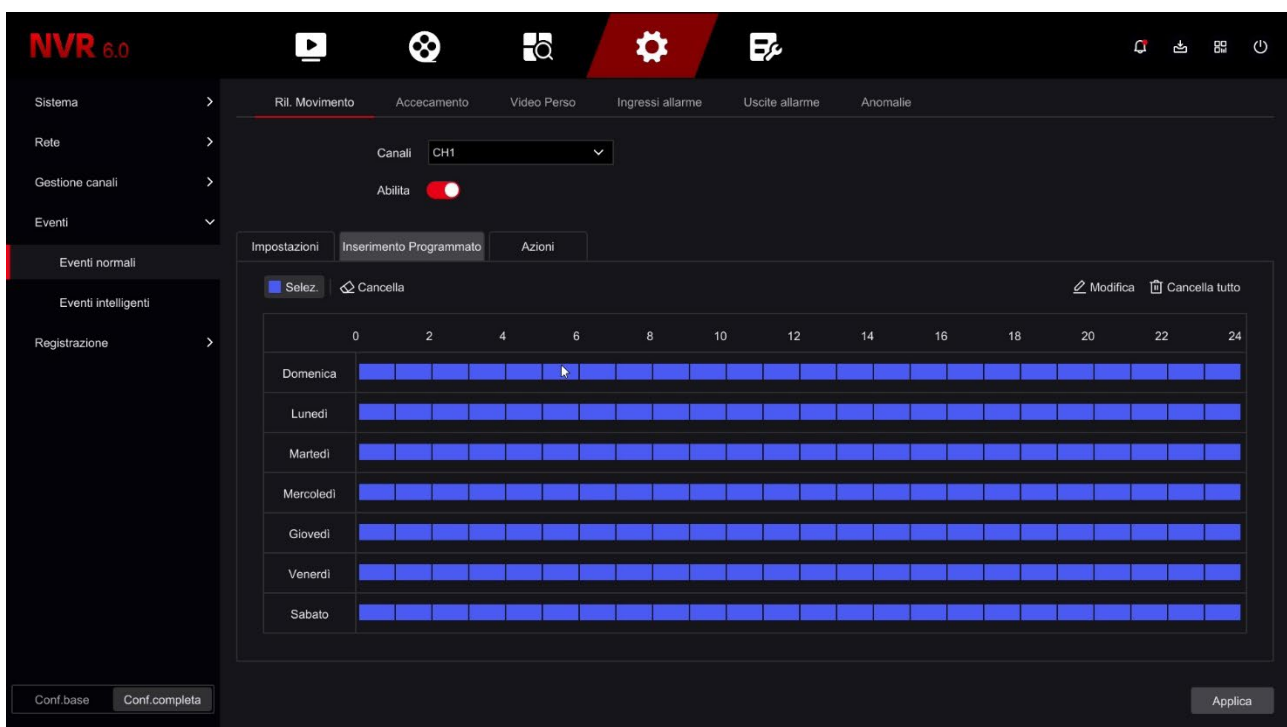 NVR 6.0
Sistema
Rete
Gestione canali
Eventi
Eventi normali
Eventi intelligenti
Registrazione
Conf.base Conf.completa
Ril. Movimento Accecamento Video Perso Ingressi allarme Uscite allarme Anomalie
Canali CH1
Abilita
Impostazioni Inserimento Programmato Azioni
Selez. Cancella Modifica Cancella tutto
0 2 4 6 8 10 12 14 16 18 20 22 24
Domenica
Lunedì
Martedì
Mercoledì
Giovedì
Venerdì
Sabato
Applica